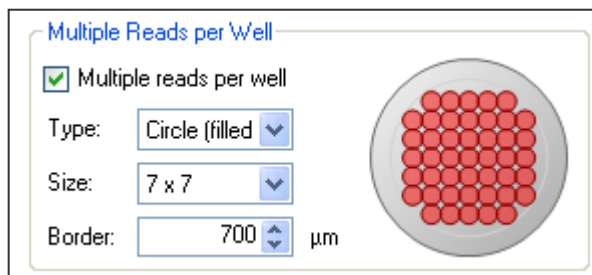 Multiple Reads per Well
Multiple reads per well
Type: Circle (filled
Size: 7 x 7
Border: 700 µm